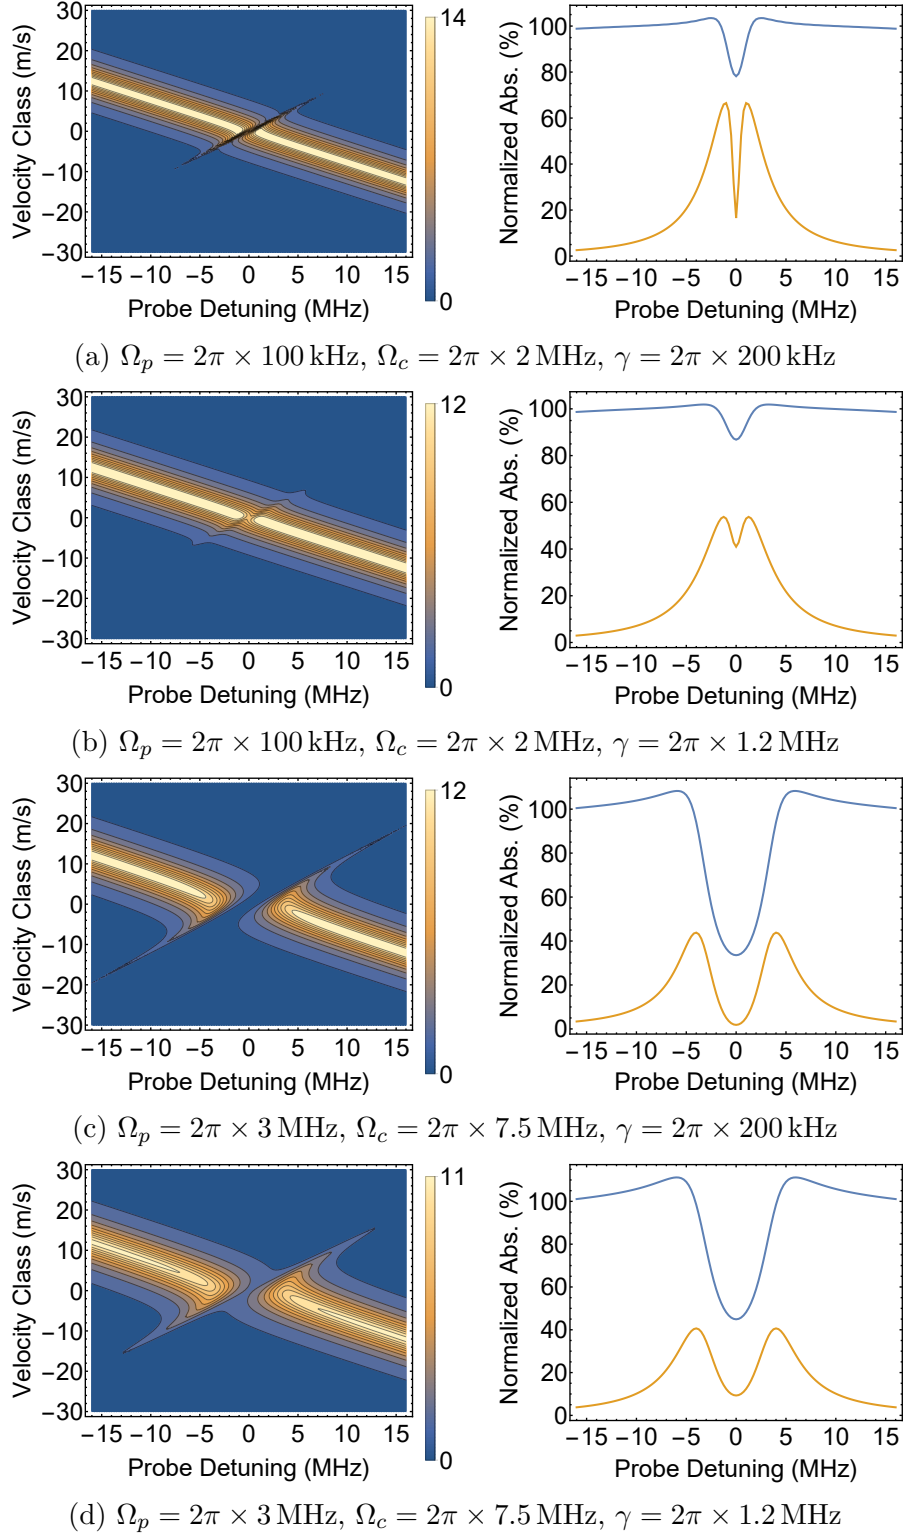 Velocity Class (m/s)
30
20
10
0
−10
−20
−30
−15 −10 −5 0 5 10 15
Probe Detuning (MHz)
14
0
Normalized Abs. (%)
100
80
60
40
20
0
−15 −10 −5 0 5 10 15
Probe Detuning (MHz)
(a) Ωp = 2π × 100 kHz, Ωc = 2π × 2 MHz, γ = 2π × 200 kHz
Velocity Class (m/s)
30
20
10
0
−10
−20
−30
−15 −10 −5 0 5 10 15
Probe Detuning (MHz)
12
0
Normalized Abs. (%)
100
80
60
40
20
0
−15 −10 −5 0 5 10 15
Probe Detuning (MHz)
(b) Ωp = 2π × 100 kHz, Ωc = 2π × 2 MHz, γ = 2π × 1.2 MHz
Velocity Class (m/s)
30
20
10
0
−10
−20
−30
−15 −10 −5 0 5 10 15
Probe Detuning (MHz)
12
0
Normalized Abs. (%)
100
80
60
40
20
0
−15 −10 −5 0 5 10 15
Probe Detuning (MHz)
(c) Ωp = 2π × 3 MHz, Ωc = 2π × 7.5 MHz, γ = 2π × 200 kHz
Velocity Class (m/s)
30
20
10
0
−10
−20
−30
−15 −10 −5 0 5 10 15
Probe Detuning (MHz)
11
0
Normalized Abs. (%)
100
80
60
40
20
0
−15 −10 −5 0 5 10 15
Probe Detuning (MHz)
(d) Ωp = 2π × 3 MHz, Ωc = 2π × 7.5 MHz, γ = 2π × 1.2 MHz